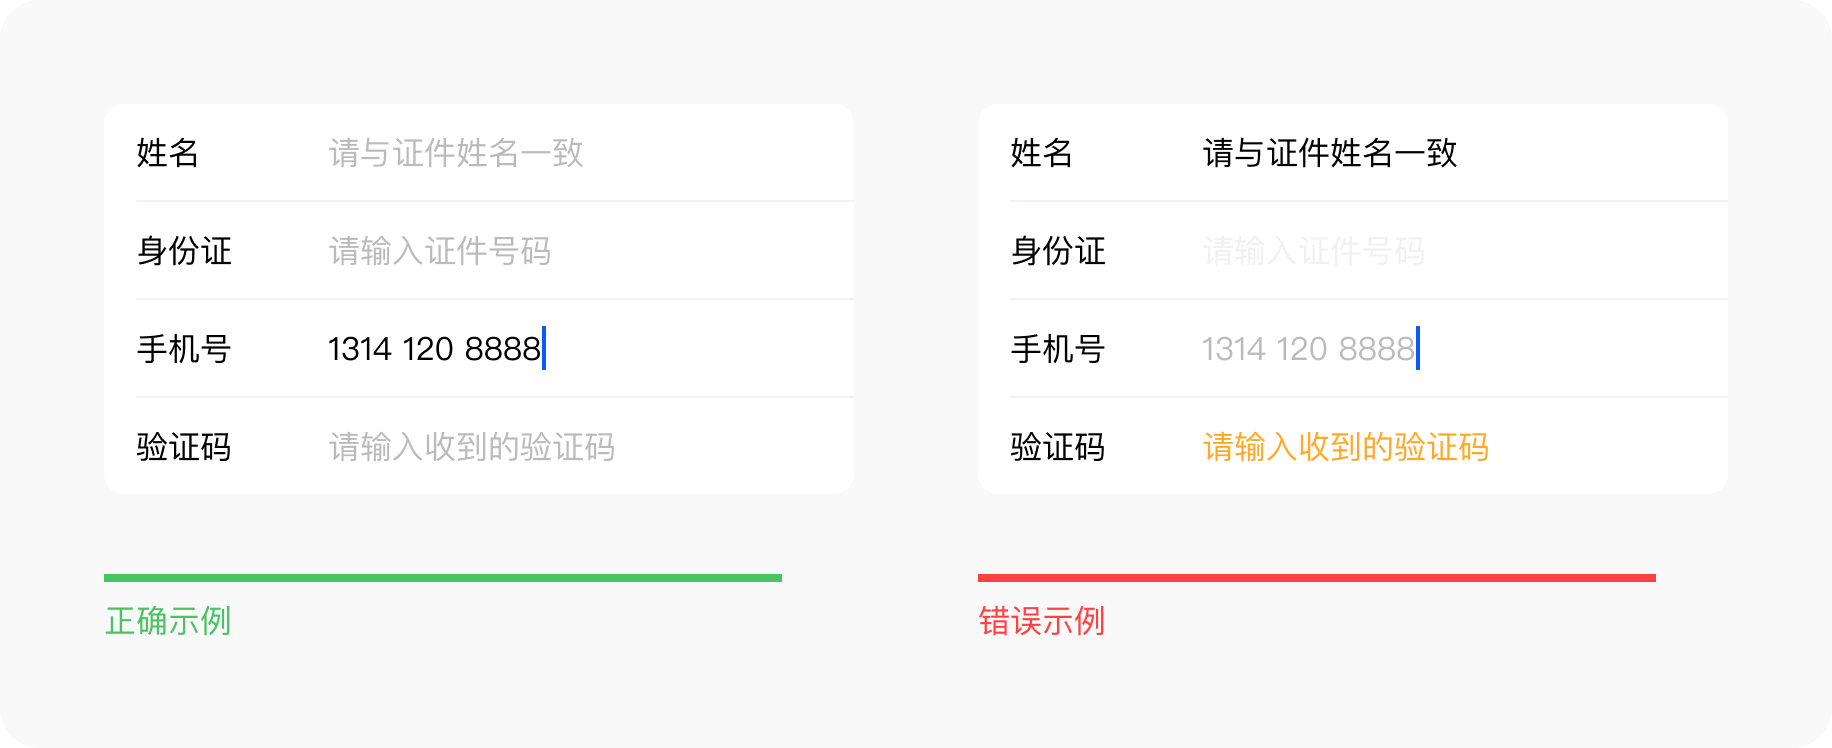 姓名 请与证件姓名一致
身份证 请输入证件号码
手机号 1314 120 8888
验证码 请输入收到的验证码
正确示例
姓名 请与证件姓名一致
身份证 请输入证件号码
手机号 1314 120 8888
验证码 请输入收到的验证码
错误示例